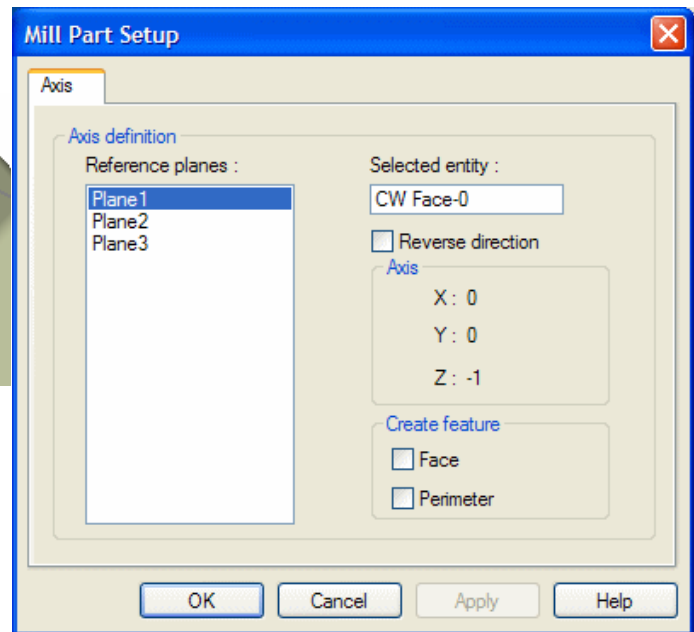 Mill Part Setup
Axis
Axis definition
Reference planes :
Plane1
Plane2
Plane3
Selected entity :
CW Face-0
Reverse direction
Axis
X : 0
Y : 0
Z : -1
Create feature
Face
Perimeter
OK Cancel Apply Help